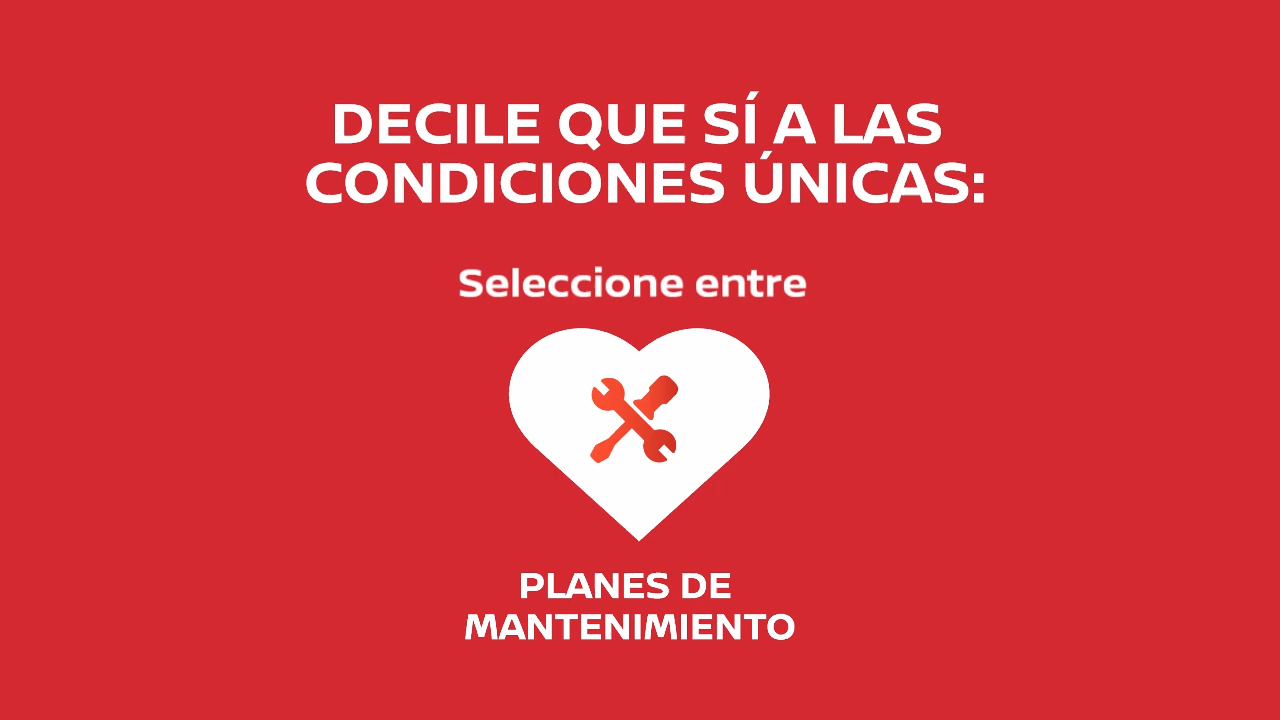 DECILE QUE SÍ A LAS
CONDICIONES ÚNICAS:
Seleccione entre
PLANES DE
MANTENIMIENTO